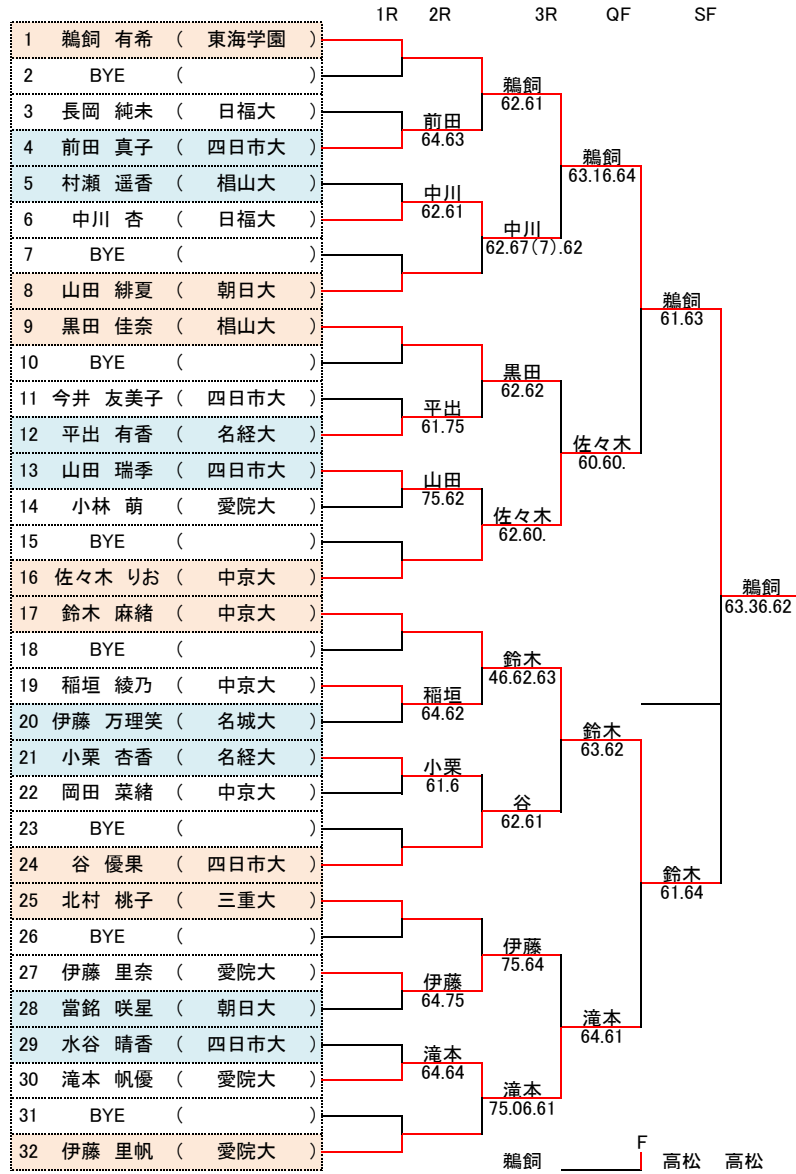 1R 2R 3R QF SF
1 鵜飼 有希 ( 東海学園 )
2 BYE ( )
鵜飼
62.61
3 長岡 純未 ( 日福大 )
前田
64.63
4 前田 真子 ( 四日市大 )
鵜飼
63.16.64
5 村瀬 遥香 ( 椙山大 )
中川
62.61
6 中川 杏 ( 日福大 )
中川
62.67(7).62
7 BYE ( )
8 山田 緋夏 ( 朝日大 )
鵜飼
61.63
9 黒田 佳奈 ( 椙山大 )
10 BYE ( )
黒田
62.62
11 今井 友美子 ( 四日市大 )
平出
61.75
12 平出 有香 ( 名経大 )
佐々木
60.60.
13 山田 瑞季 ( 四日市大 )
山田
75.62
14 小林 萌 ( 愛院大 )
佐々木
62.60.
15 BYE ( )
16 佐々木 りお ( 中京大 )
鵜飼
63.36.62
17 鈴木 麻緒 ( 中京大 )
18 BYE ( )
鈴木
46.62.63
19 稲垣 綾乃 ( 中京大 )
稲垣
64.62
20 伊藤 万理笑 ( 名城大 )
鈴木
63.62
21 小栗 杏香 ( 名経大 )
小栗
61.6
22 岡田 菜緒 ( 中京大 )
谷
62.61
23 BYE ( )
24 谷 優果 ( 四日市大 )
鈴木
61.64
25 北村 桃子 ( 三重大 )
26 BYE ( )
伊藤
75.64
27 伊藤 里奈 ( 愛院大 )
伊藤
64.75
28 當銘 咲星 ( 朝日大 )
滝本
64.61
29 水谷 晴香 ( 四日市大 )
滝本
64.64
30 滝本 帆優 ( 愛院大 )
滝本
75.06.61
31 BYE ( )
32 伊藤 里帆 ( 愛院大 )
F
鵜飼 高松 高松